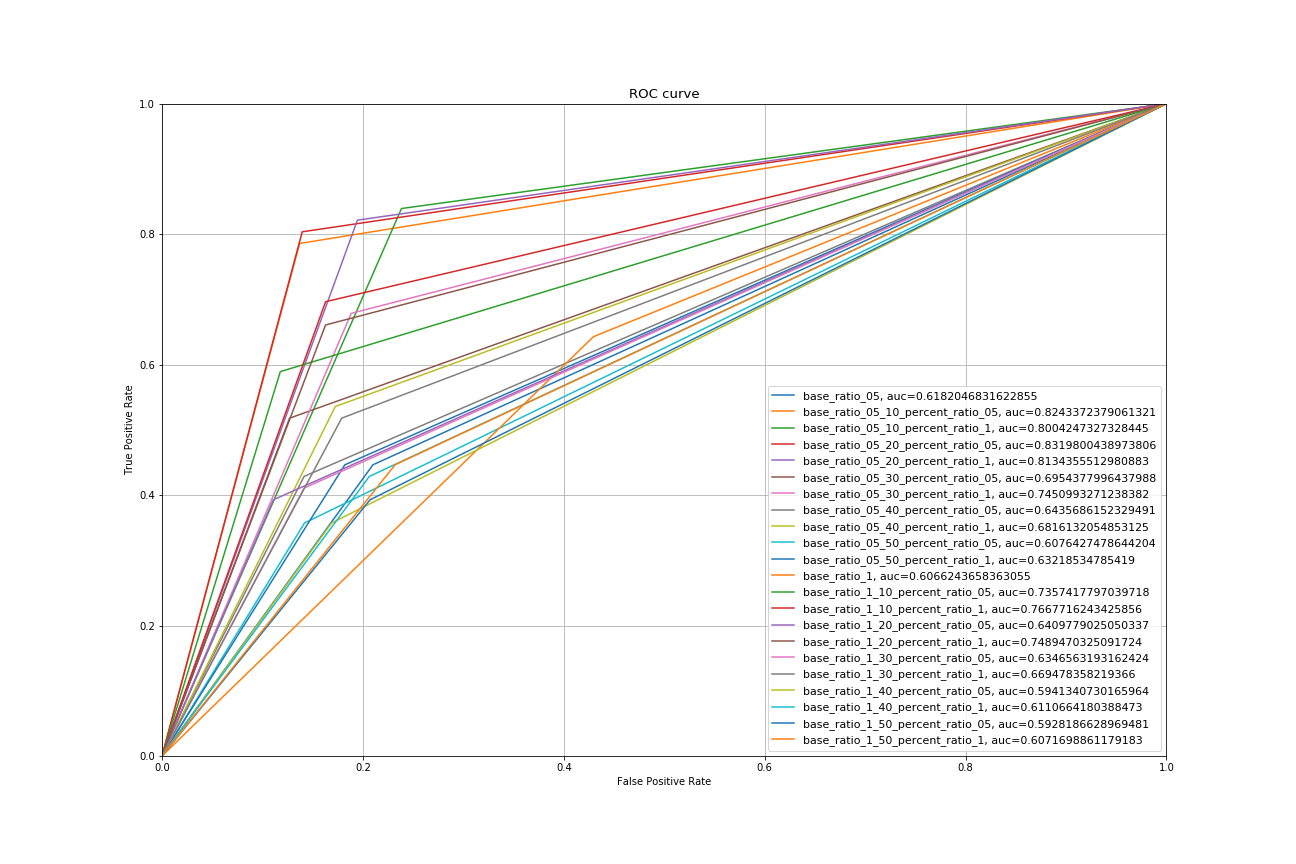 ROC curve
1.0
0.8
0.6
0.4
0.2
0.0
True Positive Rate
base_ratio_05, auc=0.6182046831622855
base_ratio_05_10_percent_ratio_05, auc=0.8243372379061321
base_ratio_05_10_percent_ratio_1, auc=0.8004247327328445
base_ratio_05_20_percent_ratio_05, auc=0.8319800438973806
base_ratio_05_20_percent_ratio_1, auc=0.8134355512980883
base_ratio_05_30_percent_ratio_05, auc=0.6954377996437988
base_ratio_05_30_percent_ratio_1, auc=0.7450993271238382
base_ratio_05_40_percent_ratio_05, auc=0.6435686152329491
base_ratio_05_40_percent_ratio_1, auc=0.6816132054853125
base_ratio_05_50_percent_ratio_05, auc=0.6076427478644204
base_ratio_05_50_percent_ratio_1, auc=0.63218534785419
base_ratio_1, auc=0.6066243658363055
base_ratio_1_10_percent_ratio_05, auc=0.7357417797039718
base_ratio_1_10_percent_ratio_1, auc=0.7667716243425856
base_ratio_1_20_percent_ratio_05, auc=0.6409779025050337
base_ratio_1_20_percent_ratio_1, auc=0.7489470325091724
base_ratio_1_30_percent_ratio_05, auc=0.6346563193162424
base_ratio_1_30_percent_ratio_1, auc=0.669478358219366
base_ratio_1_40_percent_ratio_05, auc=0.5941340730165964
base_ratio_1_40_percent_ratio_1, auc=0.6110664180388473
base_ratio_1_50_percent_ratio_05, auc=0.5928186628969481
base_ratio_1_50_percent_ratio_1, auc=0.6071698861179183
0.0 0.2 0.4 0.6 0.8 1.0
False Positive Rate